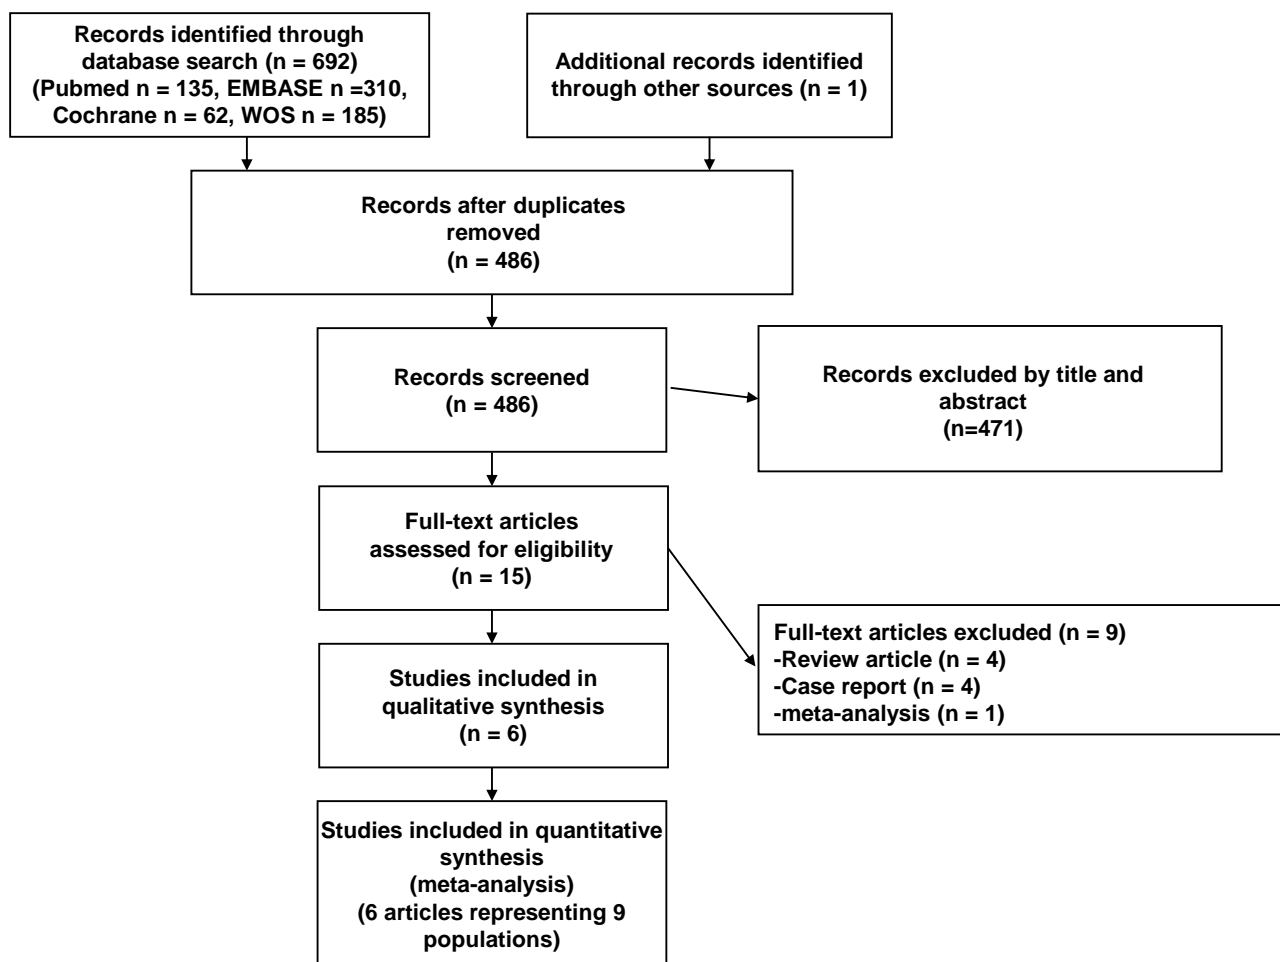 Records identified through
database search (n = 692)
(Pubmed n = 135, EMBASE n =310,
Cochrane n = 62, WOS n = 185)
Additional records identified
through other sources (n = 1)
Records after duplicates
removed
(n = 486)
Records screened
(n = 486)
Records excluded by title and
abstract
(n=471)
Full-text articles
assessed for eligibility
(n = 15)
Full-text articles excluded (n = 9)
-Review article (n = 4)
-Case report (n = 4)
-meta-analysis (n = 1)
Studies included in
qualitative synthesis
(n = 6)
Studies included in quantitative
synthesis
(meta-analysis)
(6 articles representing 9
populations)